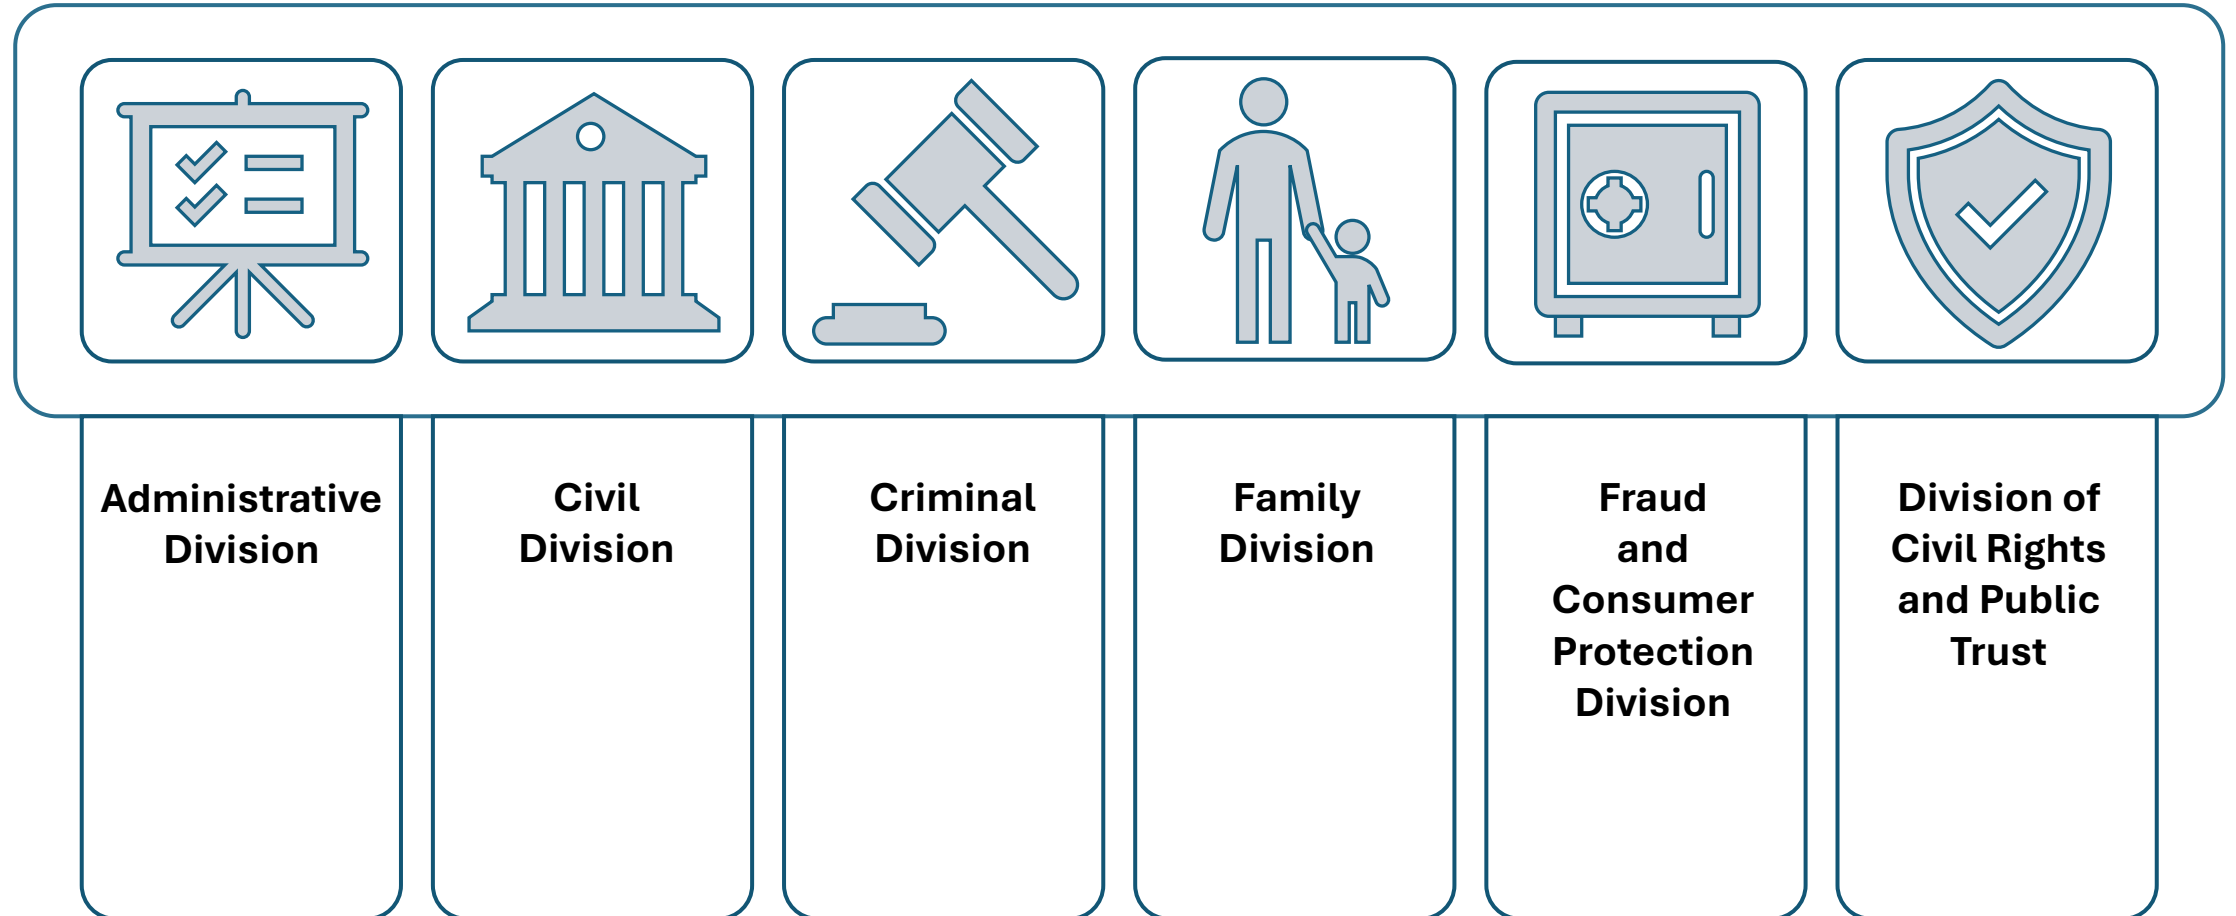 Administrative
Division
Civil
Division
Criminal
Division
Family
Division
Fraud
and
Consumer
Protection
Division
Division of
Civil Rights
and Public
Trust